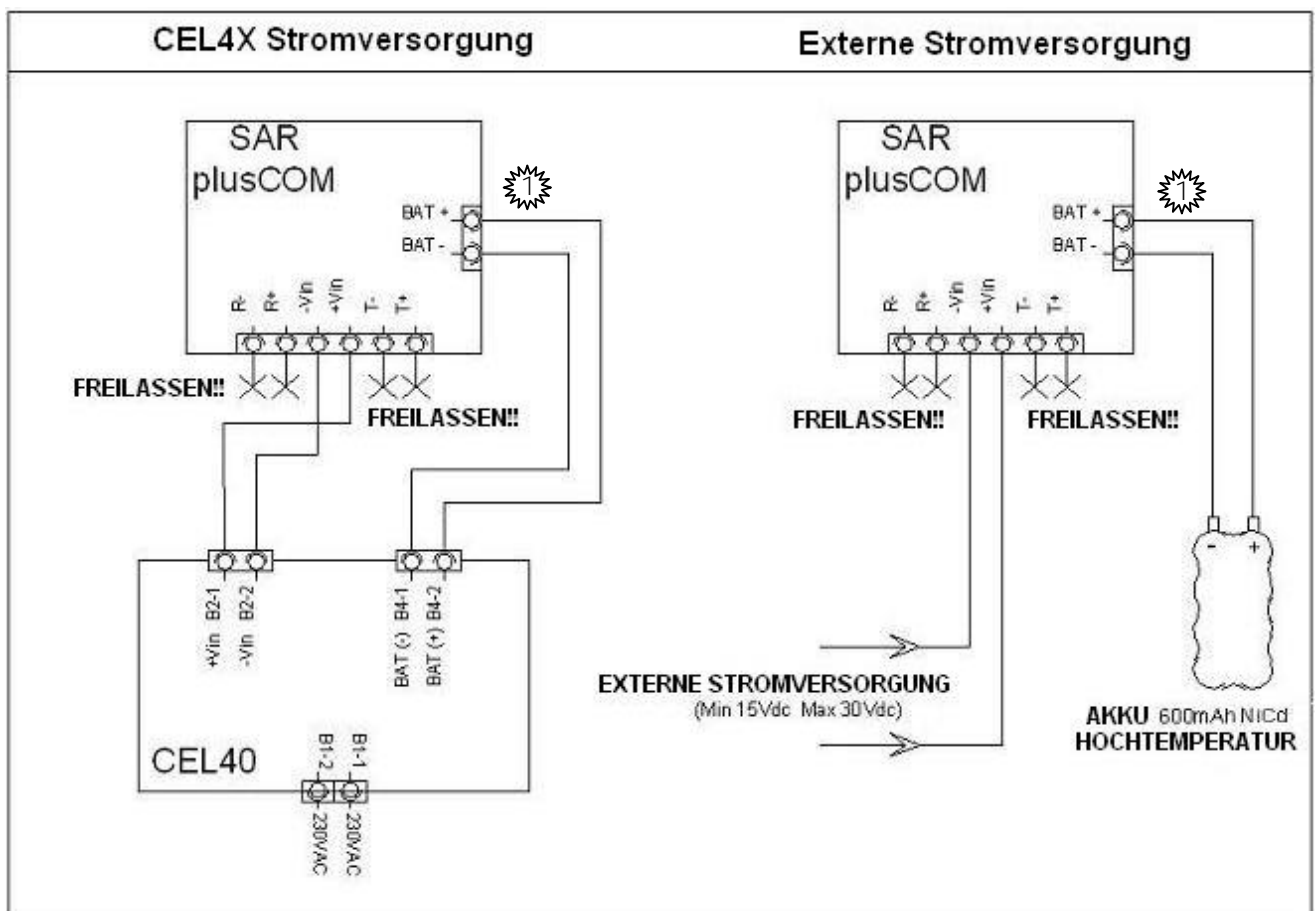 CEL4X Stromversorgung
SAR
plusCOM
1
BAT +
BAT -
R-
R+
-Vin
+Vin
T-
T+
FREILASSEN!!
FREILASSEN!!
+Vin B2-1
-Vin B2-2
BAT (-) B4-1
BAT (+) B4-2
CEL40
B1-2
B1-1
230VAC
230VAC
Externe Stromversorgung
SAR
plusCOM
1
BAT +
BAT -
R-
R+
-Vin
+Vin
T-
T+
FREILASSEN!!
FREILASSEN!!
- +
EXTERNE STROMVERSORGUNG
(Min 15Vdc Max 30Vdc)
AKKU 600mAh NiCd
HOCHTEMPERATUR